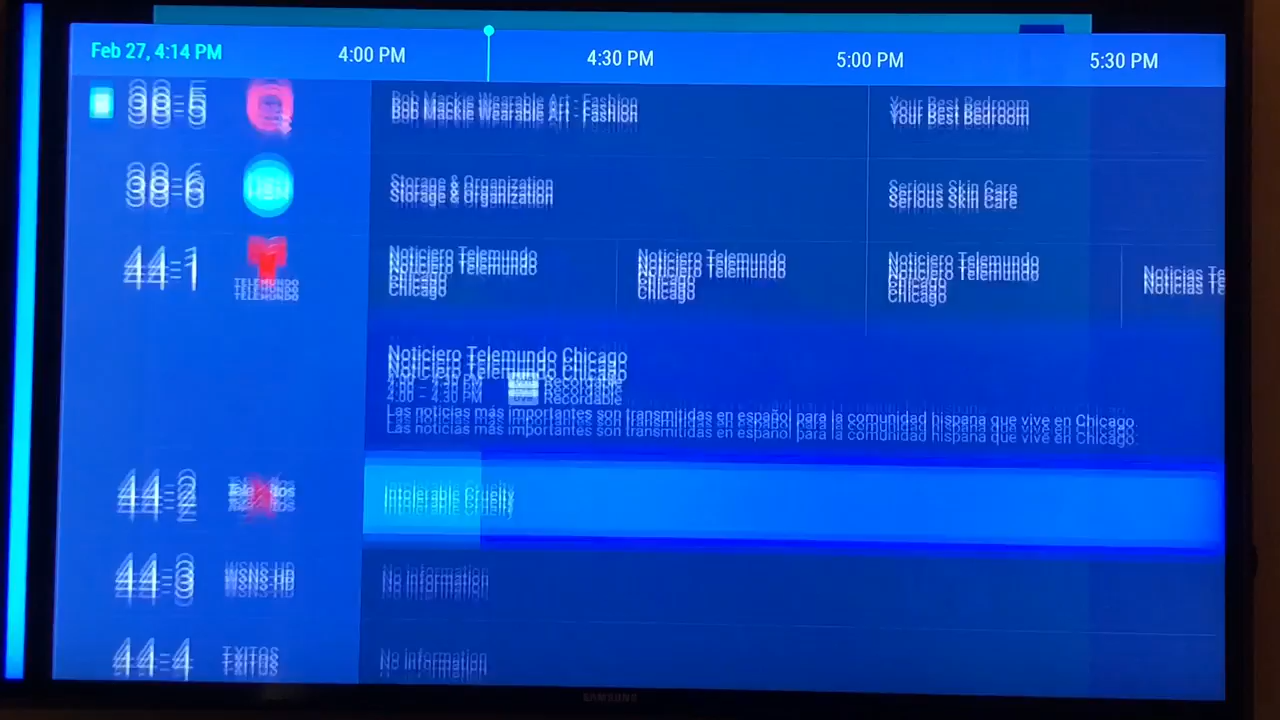 Feb 27, 4:14 PM 4:00 PM 4:30 PM 5:00 PM 5:30 PM
38-5 Bob Mackie Wearable Art - Fashion Your Best Bedroom
38-6 Storage & Organization Serious Skin Care
44-1 TELEMUNDO Noticiero Telemundo Chicago Noticiero Telemundo Chicago Noticiero Telemundo Chicago Noticias Te
Noticiero Telemundo Chicago
4:00 – 4:30 PM Recordable
Las noticias más importantes son transmitidas en español para la comunidad hispana que vive en Chicago.
44-2 TeleXitos Intolerable Cruelty
44-3 WSNS-HD No information
44-4 T-XITOS No information
SAMSUNG